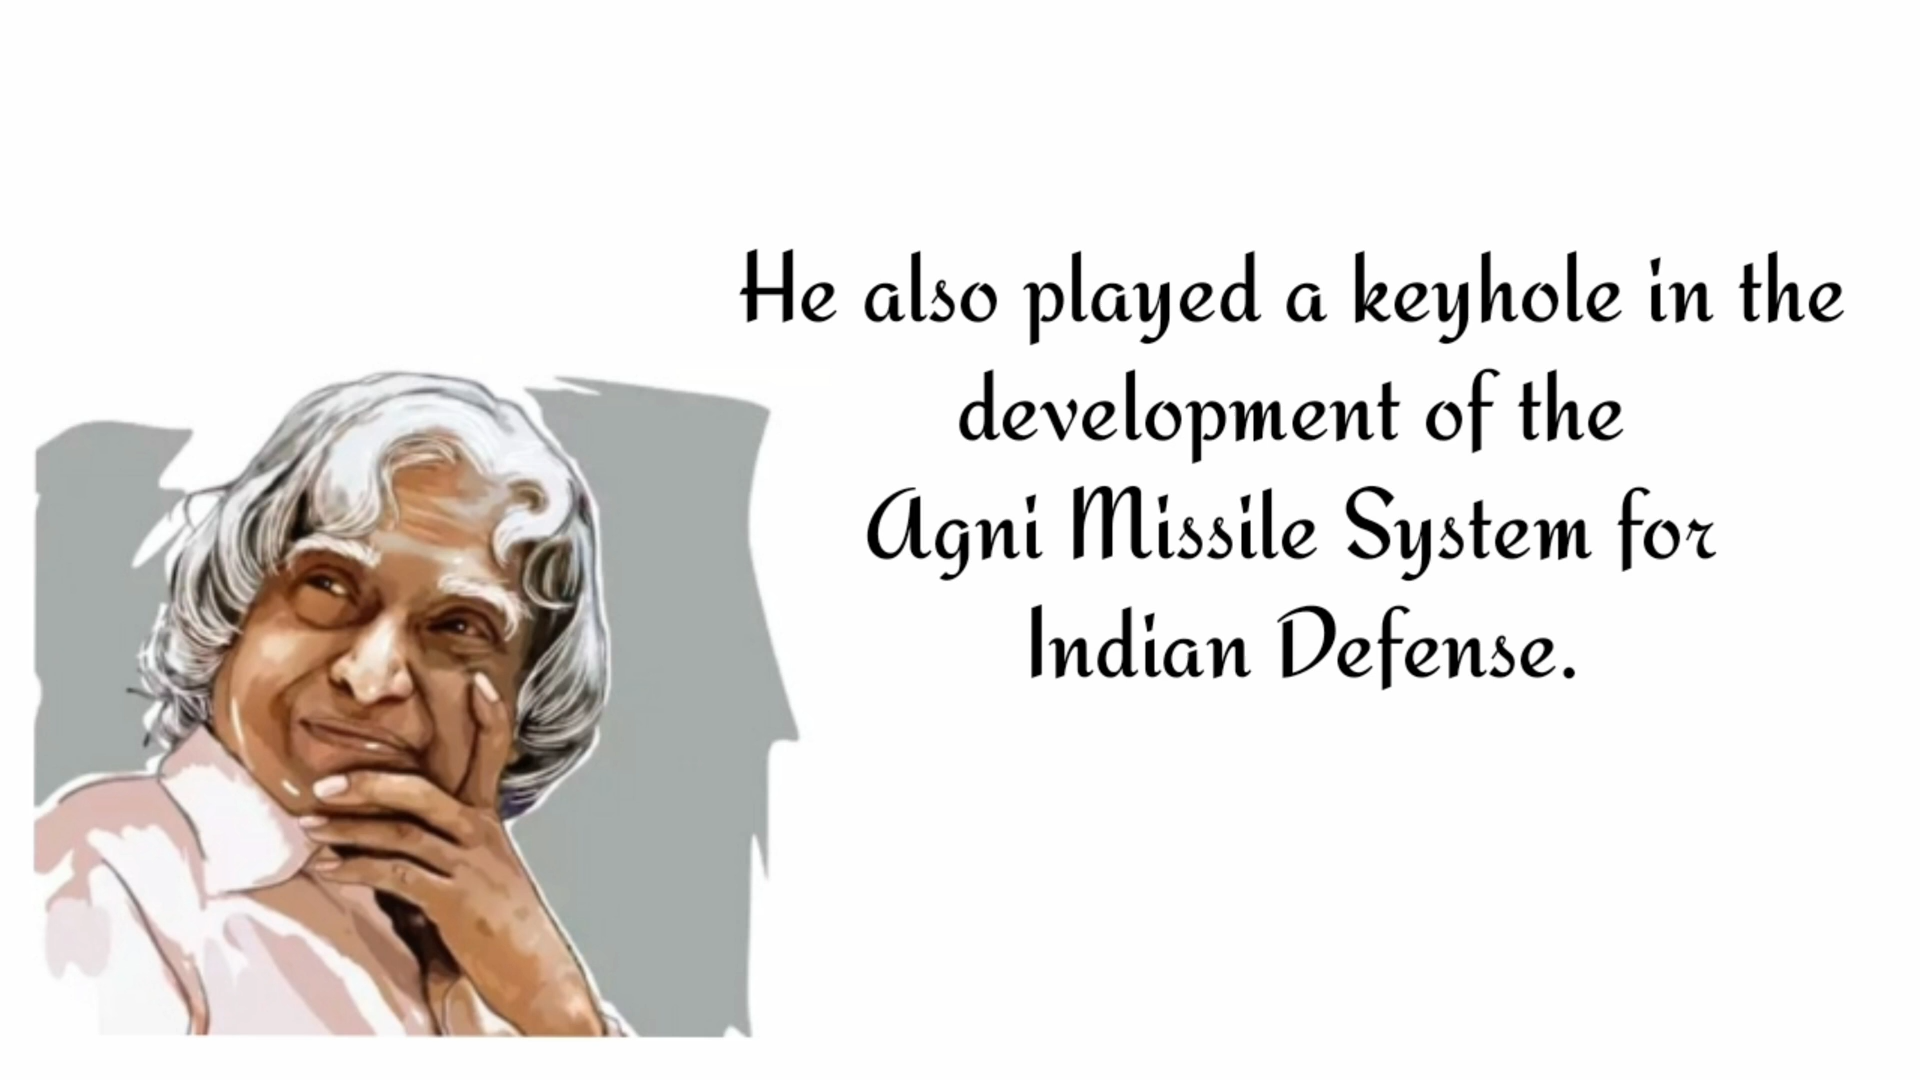 He also played a keyhole in the
development of the
Agni Missile System for
Indian Defense.